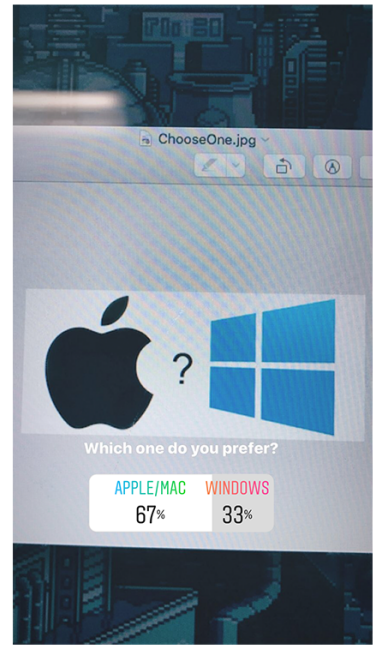 ChooseOne.jpg
?
Which one do you prefer?
APPLE/MAC WINDOWS
67% 33%